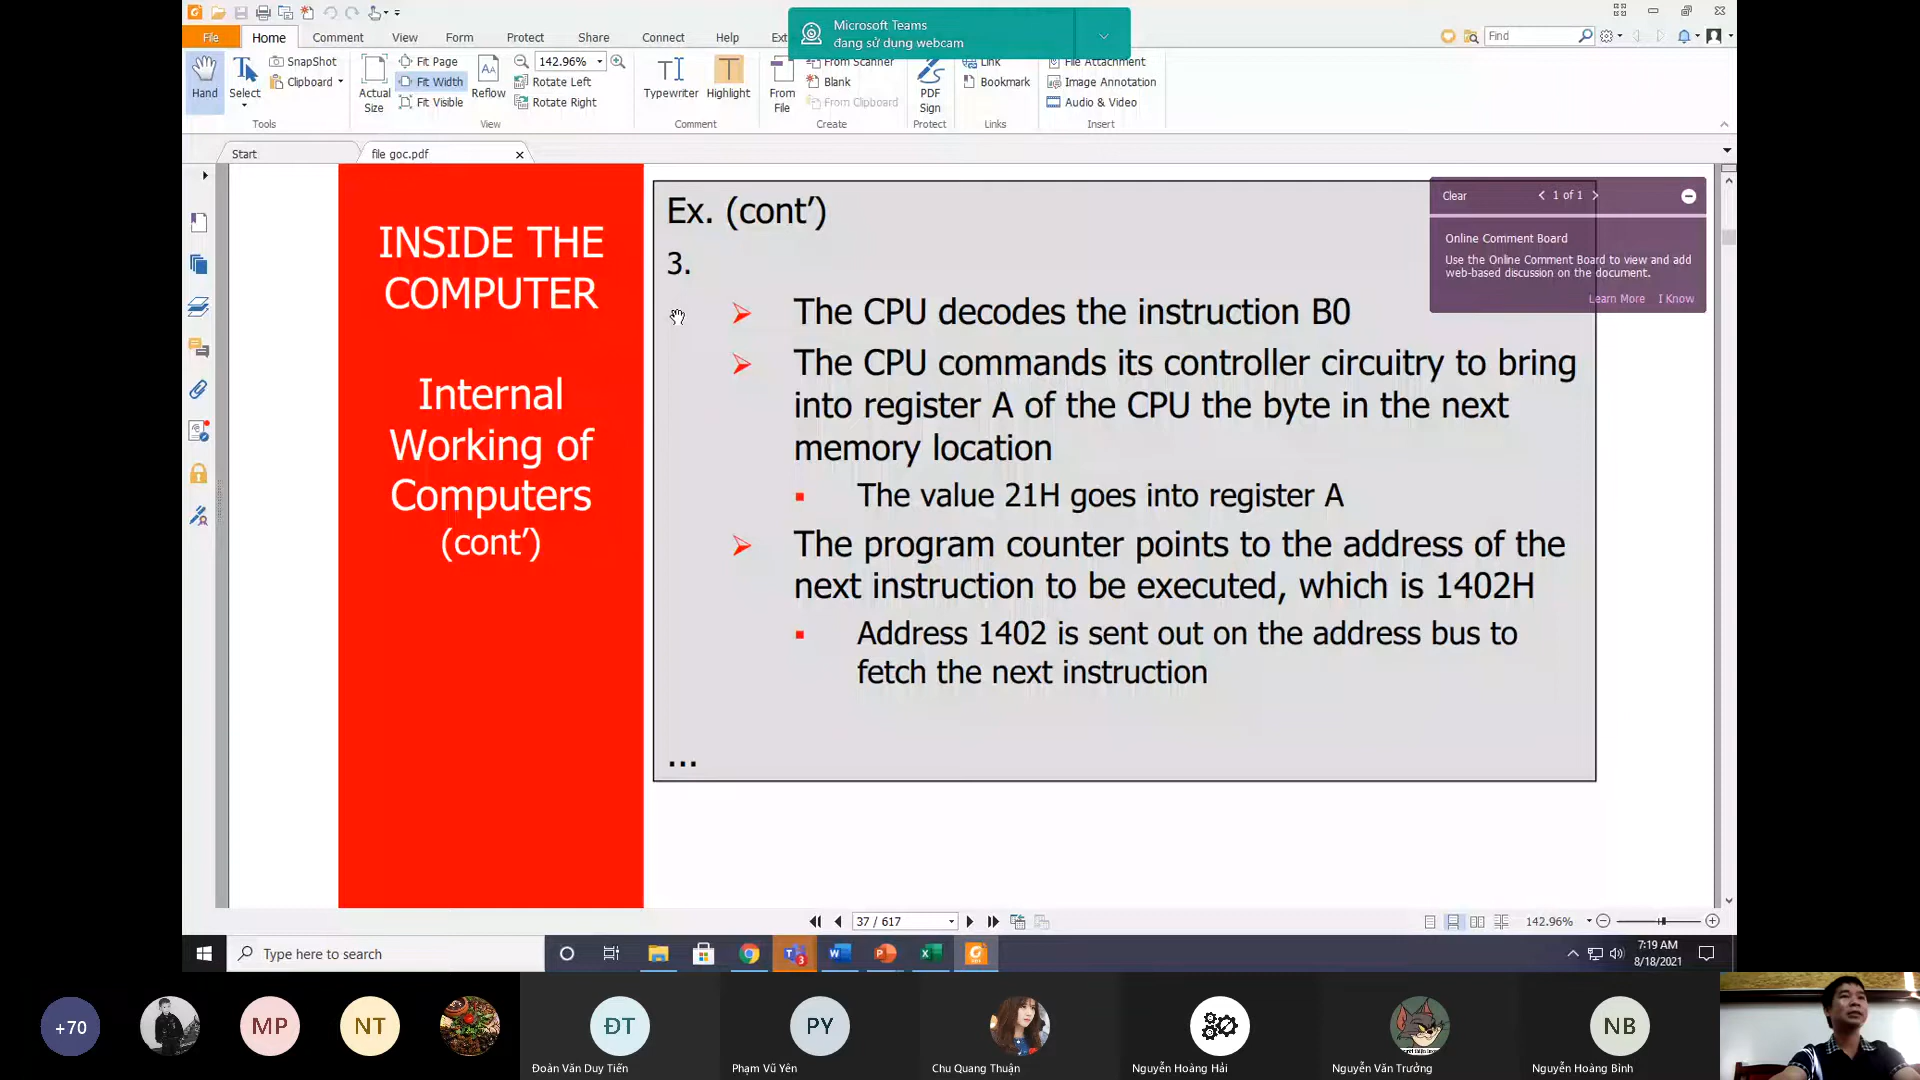 Microsoft Teams
đang sử dụng webcam
File
Home
Comment
View
Form
Protect
Share
Connect
Help
Ext
Find
SnapShot
Clipboard
Hand
Select
Tools
Actual
Size
Fit Page
Fit Width
Fit Visible
Reflow
142.96%
Rotate Left
Rotate Right
View
Typewriter
Highlight
Comment
From
File
From Scanner
Blank
From Clipboard
Create
PDF
Sign
Protect
Link
Bookmark
Links
File Attachment
Image Annotation
Audio & Video
Insert
Start
file goc.pdf
INSIDE THE
COMPUTER
Internal
Working of
Computers
(cont’)
Ex. (cont’)
3.
The CPU decodes the instruction B0
The CPU commands its controller circuitry to bring
into register A of the CPU the byte in the next
memory location
The value 21H goes into register A
The program counter points to the address of the
next instruction to be executed, which is 1402H
Address 1402 is sent out on the address bus to
fetch the next instruction
...
Clear
1 of 1
Online Comment Board
Use the Online Comment Board to view and add
web-based discussion on the document.
Learn More
I Know
37 / 617
142.96%
Type here to search
7:19 AM
8/18/2021
+70
MP
NT
ĐT
Đoàn Văn Duy Tiến
PY
Phạm Vũ Yên
Chu Quang Thuận
Nguyễn Hoàng Hải
Nguyễn Văn Trưởng
NB
Nguyễn Hoàng Bình